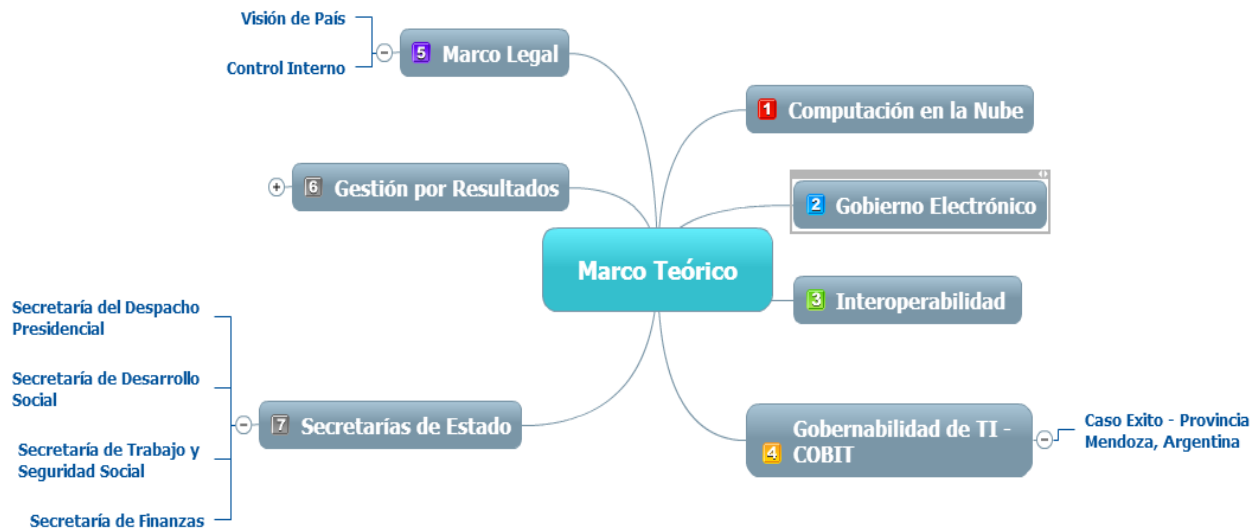 Marco Teórico
1 Computación en la Nube
2 Gobierno Electrónico
3 Interoperabilidad
4 Gobernabilidad de TI -
COBIT
Caso Exito - Provincia
Mendoza, Argentina
5 Marco Legal
Visión de País
Control Interno
6 Gestión por Resultados
7 Secretarías de Estado
Secretaría del Despacho
Presidencial
Secretaría de Desarrollo
Social
Secretaría de Trabajo y
Seguridad Social
Secretaría de Finanzas